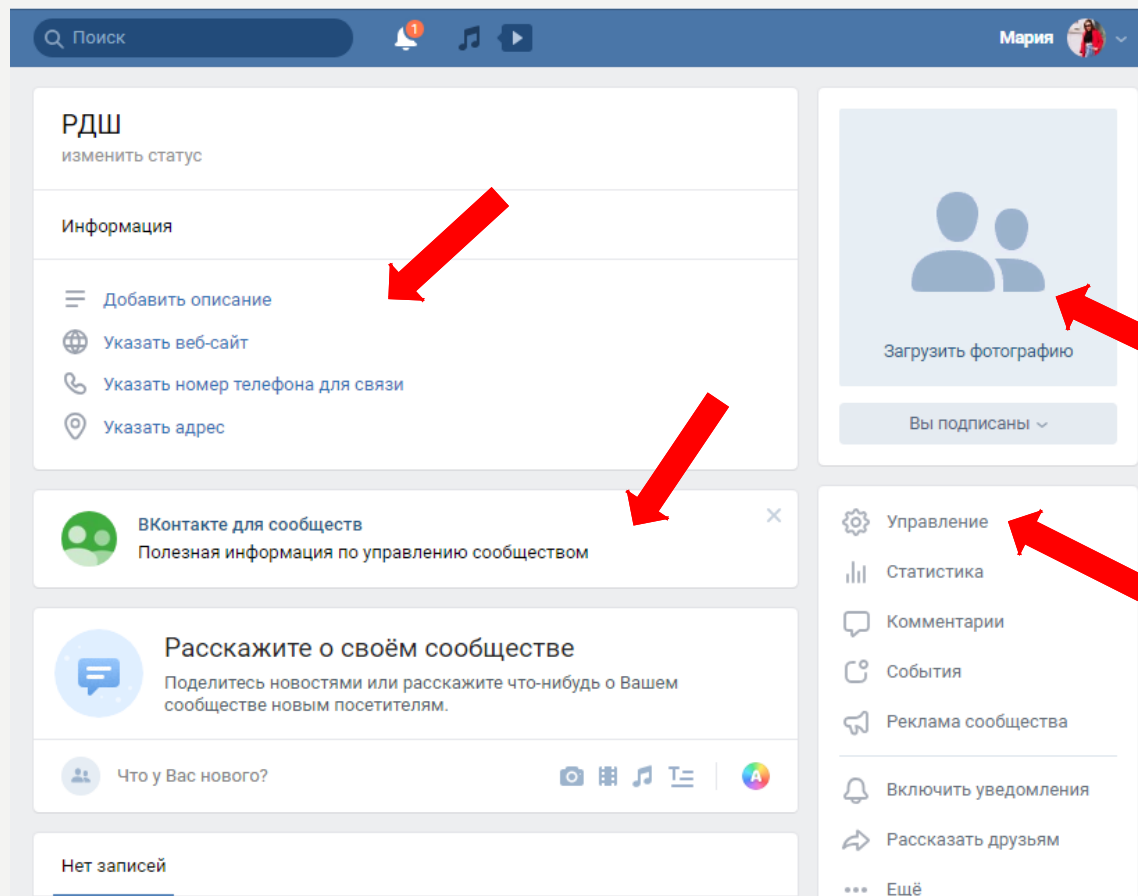 Поиск
1
Мария
РДШ
изменить статус
Информация
Добавить описание
Указать веб-сайт
Указать номер телефона для связи
Указать адрес
Загрузить фотографию
Вы подписаны
ВКонтакте для сообществ
Полезная информация по управлению сообществом
Расскажите о своём сообществе
Поделитесь новостями или расскажите что-нибудь о Вашем
сообществе новым посетителям.
Что у Вас нового?
T
A
Нет записей
Управление
Статистика
Комментарии
События
Реклама сообщества
Включить уведомления
Рассказать друзьям
Ещё